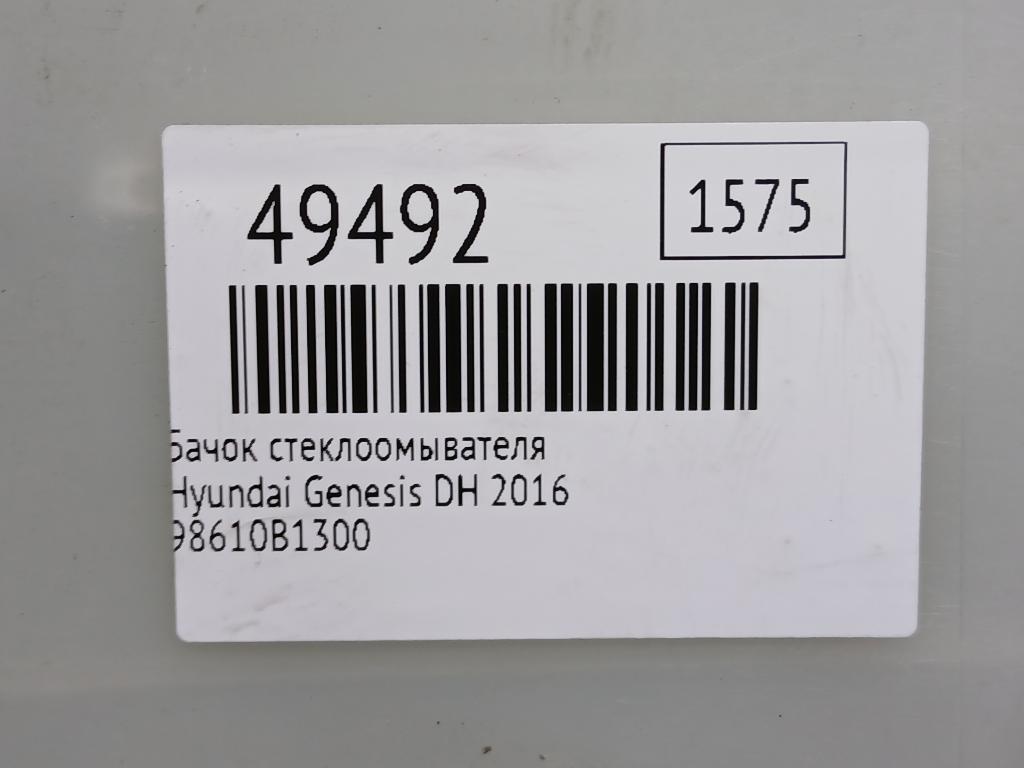 49492
1575
Бачок стеклоомывателя
Hyundai Genesis DH 2016
98610B1300